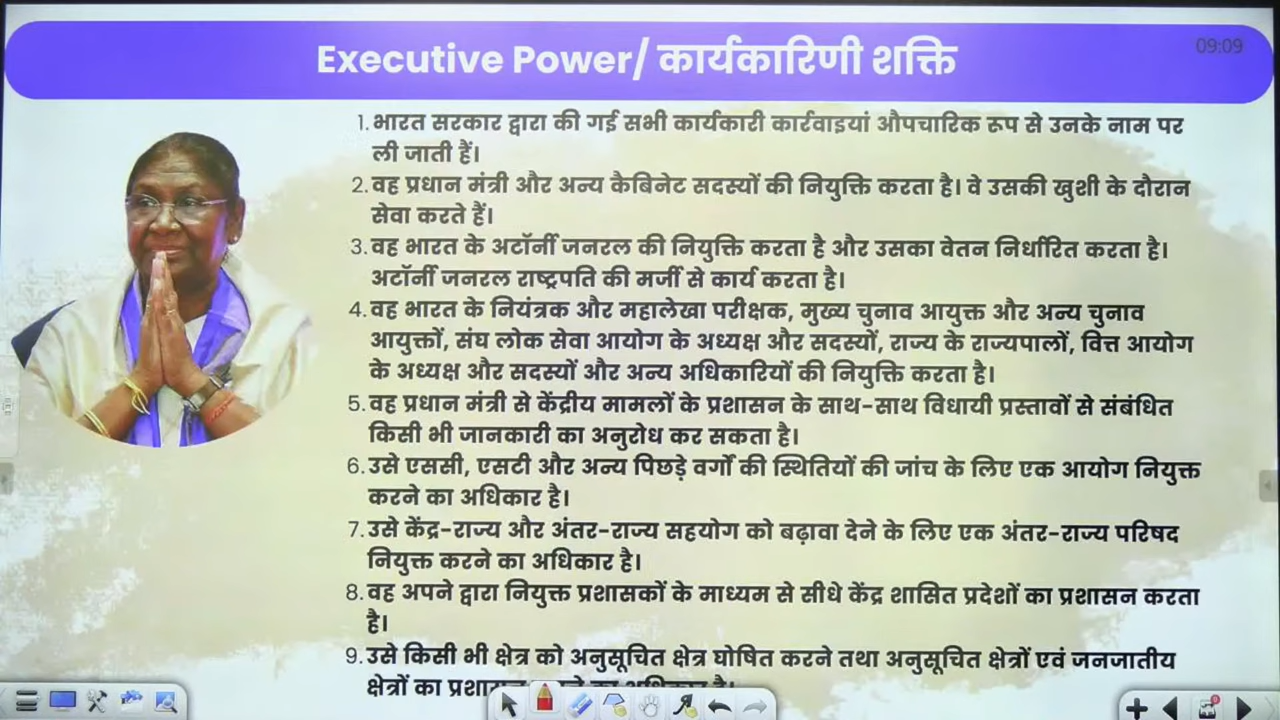 Executive Power/ कार्यकारिणी शक्ति
09:09
1. भारत सरकार द्वारा की गई सभी कार्यकारी कार्रवाइयां औपचारिक रूप से उनके नाम पर
ली जाती हैं।
2. वह प्रधान मंत्री और अन्य कैबिनेट सदस्यों की नियुक्ति करता है। वे उसकी खुशी के दौरान
सेवा करते हैं।
3. वह भारत के अटॉर्नी जनरल की नियुक्ति करता है और उसका वेतन निर्धारित करता है।
अटॉर्नी जनरल राष्ट्रपति की मर्जी से कार्य करता है।
4. वह भारत के नियंत्रक और महालेखा परीक्षक, मुख्य चुनाव आयुक्त और अन्य चुनाव
आयुक्तों, संघ लोक सेवा आयोग के अध्यक्ष और सदस्यों, राज्य के राज्यपालों, वित्त आयोग
के अध्यक्ष और सदस्यों और अन्य अधिकारियों की नियुक्ति करता है।
5. वह प्रधान मंत्री से केंद्रीय मामलों के प्रशासन के साथ-साथ विधायी प्रस्तावों से संबंधित
किसी भी जानकारी का अनुरोध कर सकता है।
6. उसे एससी, एसटी और अन्य पिछड़े वर्गों की स्थितियों की जांच के लिए एक आयोग नियुक्त
करने का अधिकार है।
7. उसे केंद्र-राज्य और अंतर-राज्य सहयोग को बढ़ावा देने के लिए एक अंतर-राज्य परिषद
नियुक्त करने का अधिकार है।
8. वह अपने द्वारा नियुक्त प्रशासकों के माध्यम से सीधे केंद्र शासित प्रदेशों का प्रशासन करता
है।
9. उसे किसी भी क्षेत्र को अनुसूचित क्षेत्र घोषित करने तथा अनुसूचित क्षेत्रों एवं जनजातीय
क्षेत्रों का का अधिकार है।